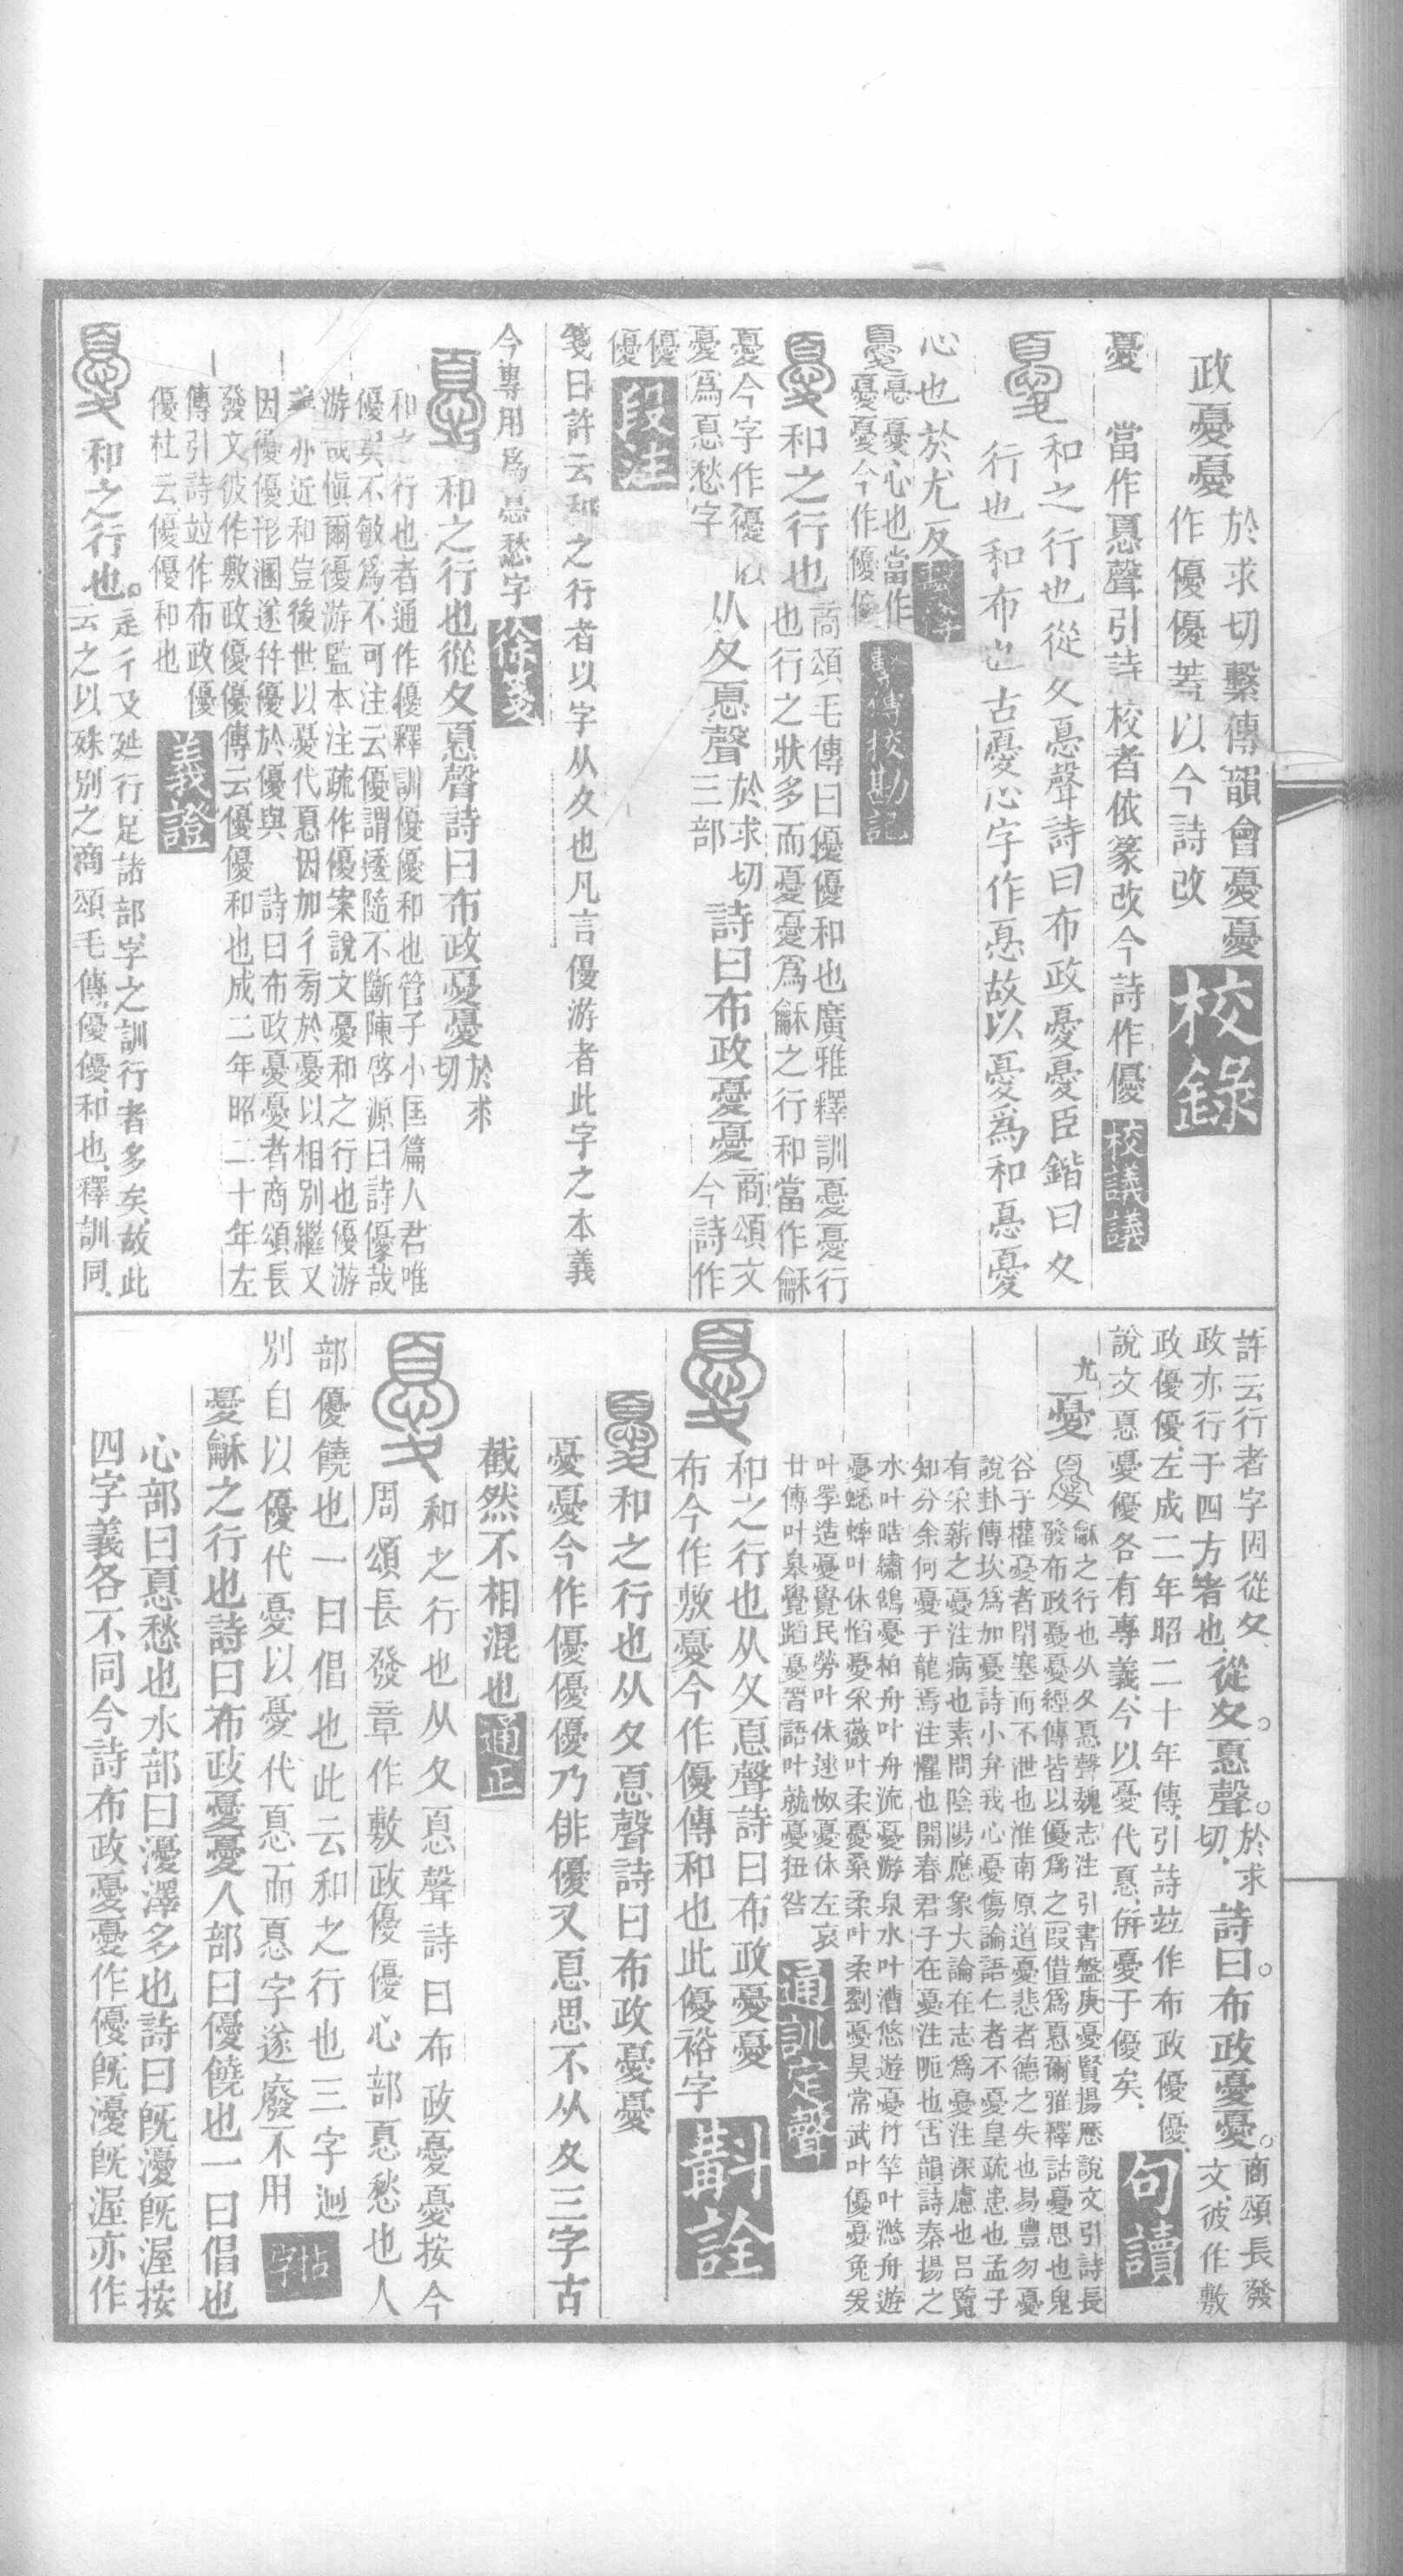 政憂憂
於求切繫傳韻會憂憂
作優優蓋以今詩改
校錄
憂　當作惪聲引詩校者依篆改今詩作優
校議議
和之行也從夊惪聲詩曰布政憂憂臣鍇曰夊
行也和布也古憂心字作惪故以憂爲和惪憂
心也於尤反
惪憂心也當作
憂憂今作優優
繫傳校勘記
和之行也
商頌毛傳曰優優和也廣雅釋訓憂憂行
也行之狀多而憂憂爲龢之行和當作龢
憂今字作優以
憂爲惪愁字
从夊惪聲
於求切
三部
詩曰布政憂憂
商頌文
今詩作
優優
段注
箋曰許云和之行者以字从夊也凡言優游者此字之本義
今專用爲惪愁字
徐箋
和之行也從夊惪聲詩曰布政憂憂
於求
切
和之行也者通作優釋訓優優和也管子小匡篇人君唯
優與不敏爲不可注云優謂逶隨不斷陳啓源曰詩優哉
游哉愼爾優游監本注疏作優案說文憂和之行也優游
義亦近和豈後世以憂代惪因加彳㫄於憂以相別繼又
因優優形溷遂幷優於優與　詩曰布政憂憂者商頌長
發文彼作敷政優優傳云優優和也成二年昭二十年左
傳引詩竝作布政優
優杜云優優和也
義證
和之行也。
辵彳夂㢟行足諸部、字之訓行者多矣、故此
云之以殊別之商頌毛傳、優優、和也、釋訓同、
許云行者字固從夊、
政亦行于四方者也、
從夊惪聲。
於求
切、
詩曰布政憂憂。
商頌長發
文、彼作敷
政優優、左成二年昭二十年傳、引詩竝作布政優優、
說文惪憂優各有專義、今以憂代惪、倂憂于優矣、
句讀
尤
憂
龢之行也从夊惪聲魏志注引書盤庚憂賢揚歷說文引詩長
發布政憂憂經傳皆以優爲之叚借爲惪爾雅釋詁憂思也鬼
谷子權憂者閉塞而不泄也淮南原道憂悲者德之失也易豐勿憂
說卦傳坎爲加憂詩小弁我心憂傷論語仁者不憂皇疏患也孟子
有采薪之憂注病也素問陰陽應象大論在志爲憂注深慮也呂覽
知分余何憂于龍焉注懼也開春君子在憂注阨也古韻詩秦揚之
水叶晧繡鵠憂柏舟叶舟流憂游泉水叶漕悠遊憂竹竿叶滺舟遊
憂蟋蟀叶休慆憂采薇叶柔憂桑柔叶柔劉憂旻常武叶優憂兔爰
叶罦造憂覺民勞叶休逑怓憂休左哀
廿傳叶皋覺蹈憂晉語叶就憂狃咎
通訓定聲
和之行也从夊惪聲詩曰布政憂憂
布今作敷憂今作優傳和也此優裕字
斠詮
和之行也从夊惪聲詩曰布政憂憂
憂憂今作優優優乃俳優又惪思不从夊三字古
截然不相混也
通正
和之行也从夊惪聲詩曰布政憂憂按今
周頌長發章作敷政優優心部惪愁也人
部優饒也一曰倡也此云和之行也三字迥
別自以優代憂以憂代惪而惪字遂廢不用
拈字
憂龢之行也詩曰布政憂憂人部曰優饒也一曰倡也
心部曰惪愁也水部曰瀀澤多也詩曰旣瀀旣渥按
四字義各不同今詩布政憂憂作優旣瀀旣渥亦作